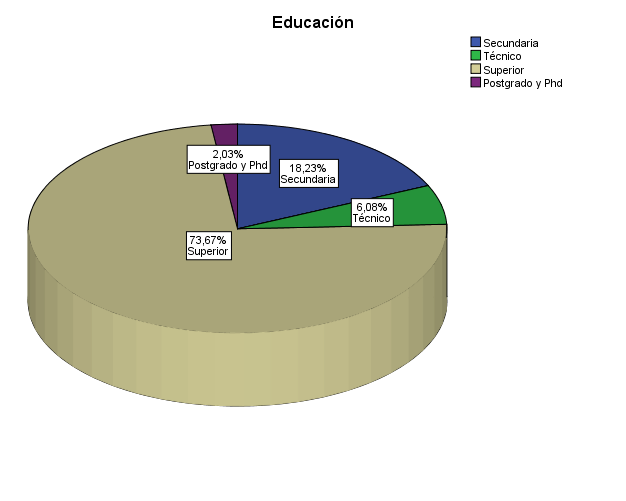 Educación
Secundaria
Técnico
Superior
Postgrado y Phd
2,03%
Postgrado y Phd
18,23%
Secundaria
6,08%
Técnico
73,67%
Superior